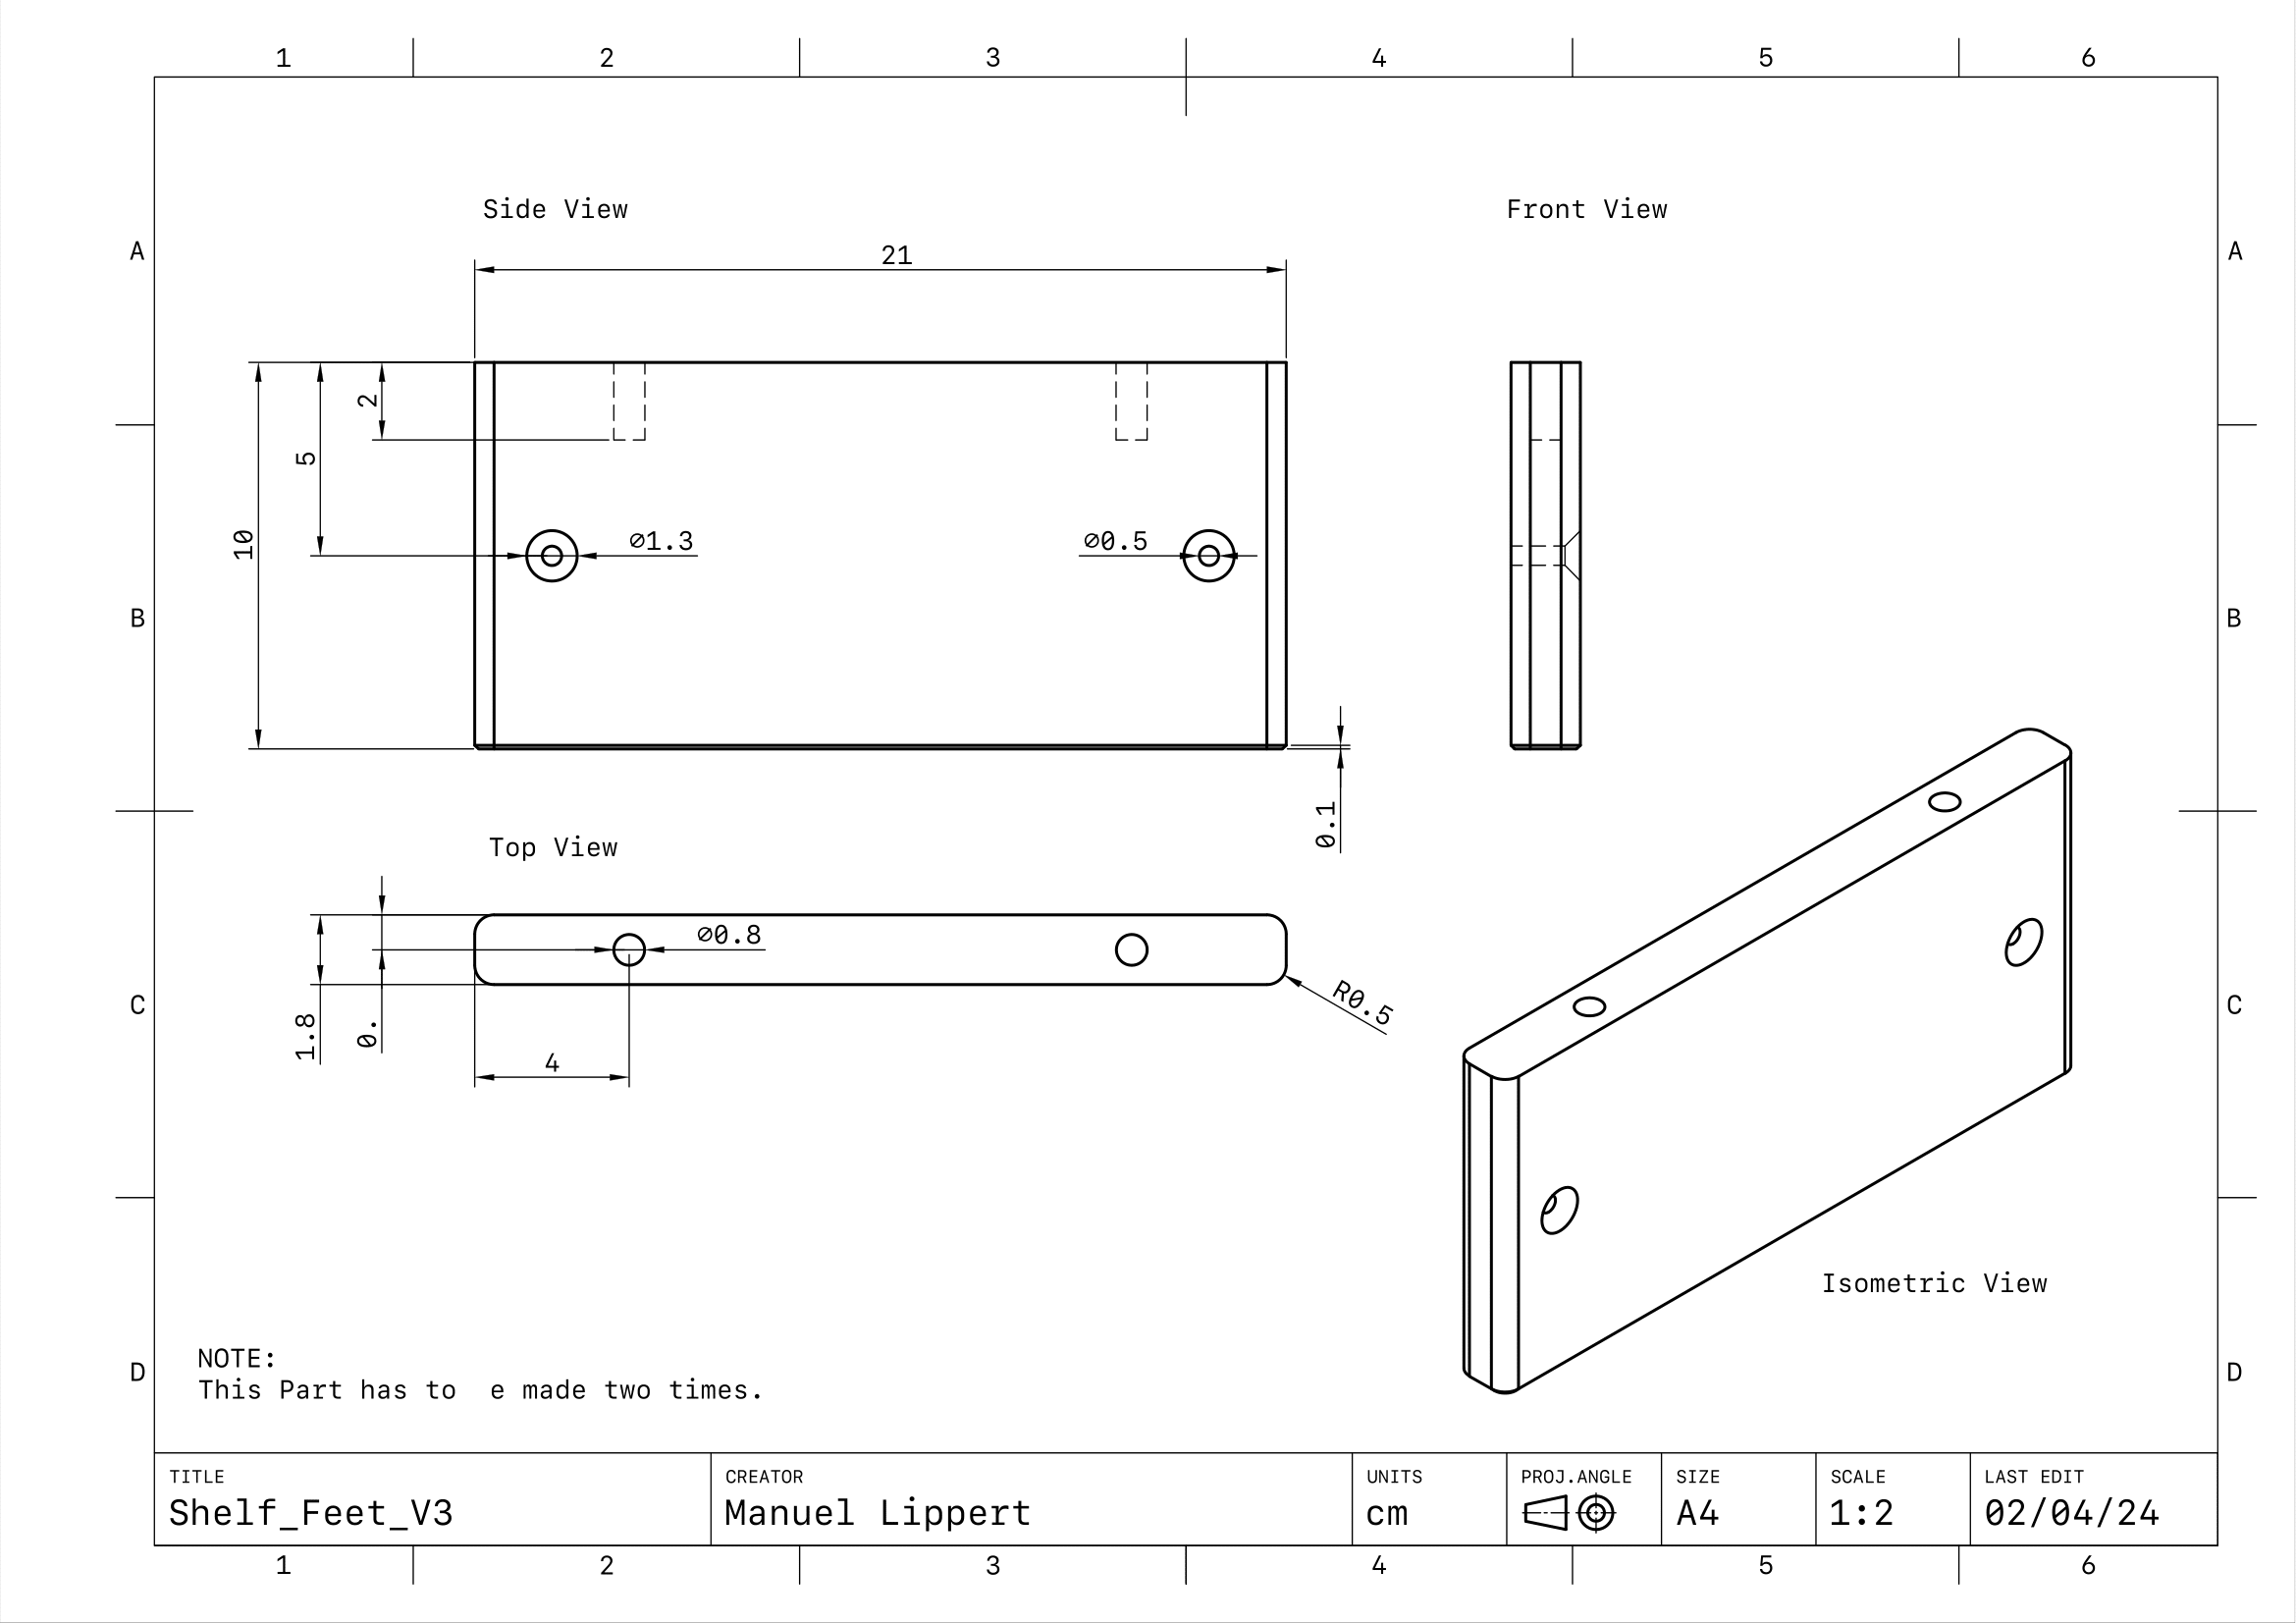 1 2 3 4 5 6
Side View
Front View
21
A
A
2
5
10
⌀1.3
⌀0.5
B
B
0.1
Top View
⌀0.8
R0.5
C
C
1.8
0.
4
Isometric View
NOTE:
This Part has to  e made two times.
D
D
TITLE
Shelf_Feet_V3
CREATOR
Manuel Lippert
UNITS
cm
PROJ.ANGLE
SIZE
A4
SCALE
1:2
LAST EDIT
02/04/24
1 2 3 4 5 6